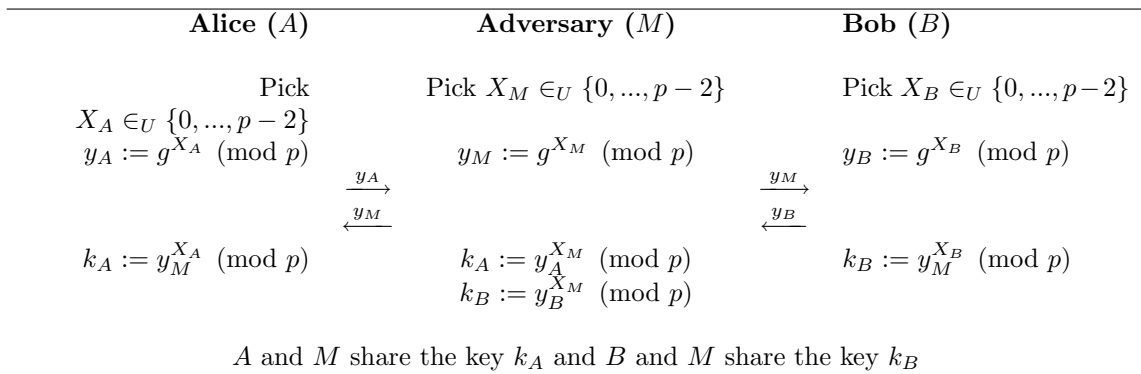 Alice (A) Adversary (M) Bob (B)
Pick Pick X_M ∈_U {0, ..., p − 2} Pick X_B ∈_U {0, ..., p − 2}
X_A ∈_U {0, ..., p − 2}
y_A := g^{X_A} (mod p) y_M := g^{X_M} (mod p) y_B := g^{X_B} (mod p)
y_A → y_M →
y_M ← y_B ←
k_A := y_M^{X_A} (mod p) k_A := y_A^{X_M} (mod p) k_B := y_M^{X_B} (mod p)
k_B := y_B^{X_M} (mod p)
A and M share the key k_A and B and M share the key k_B